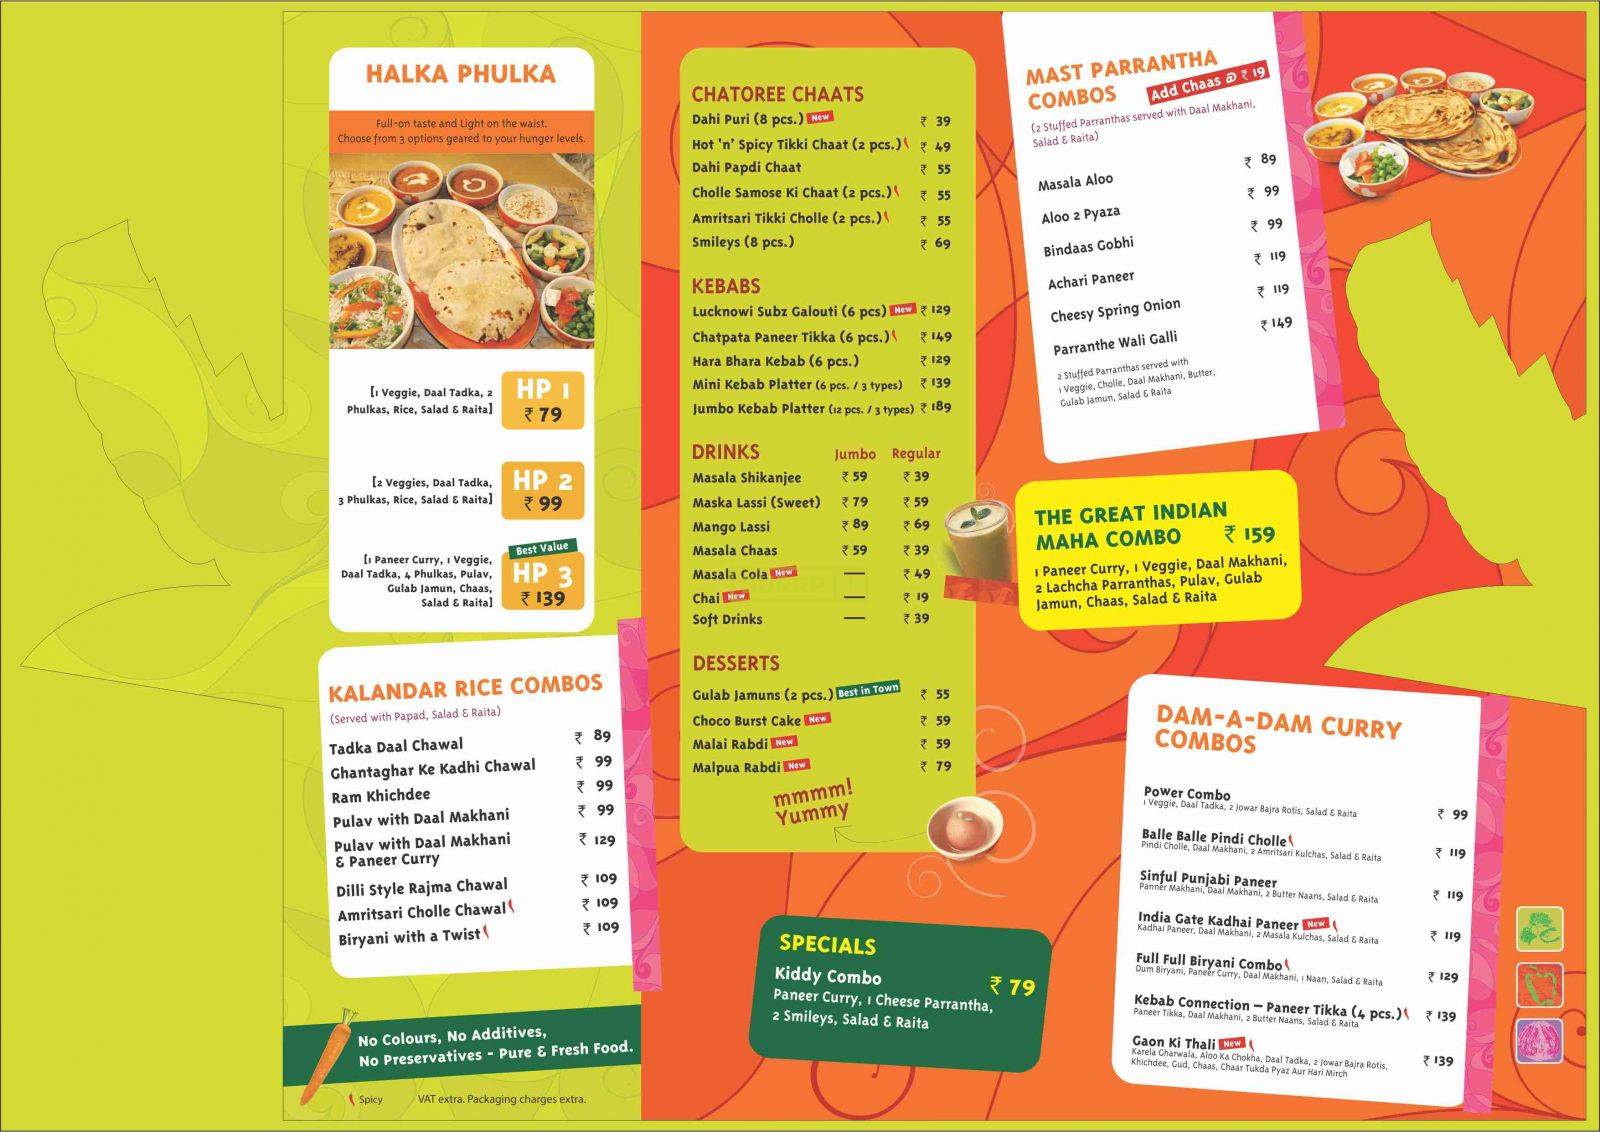 HALKA PHULKA
Full-on taste and Light on the waist.
Choose from 3 options geared to your hunger levels.
[1 Veggie, Daal Tadka, 2
Phulkas, Rice, Salad & Raita]
HP 1
₹ 79
[2 Veggies, Daal Tadka,
3 Phulkas, Rice, Salad & Raita]
HP 2
₹ 99
[1 Paneer Curry, 1 Veggie,
Daal Tadka, 4 Phulkas, Pulav,
Gulab Jamun, Chaas,
Salad & Raita]
Best Value
HP 3
₹ 139
KALANDAR RICE COMBOS
(Served with Papad, Salad & Raita)
Tadka Daal Chawal ₹ 89
Ghantaghar Ke Kadhi Chawal ₹ 99
Ram Khichdee ₹ 99
Pulav with Daal Makhani ₹ 99
Pulav with Daal Makhani ₹ 129
& Paneer Curry
Dilli Style Rajma Chawal ₹ 109
Amritsari Cholle Chawal ₹ 109
Biryani with a Twist ₹ 109
No Colours, No Additives,
No Preservatives - Pure & Fresh Food.
Spicy VAT extra. Packaging charges extra.
CHATOREE CHAATS
Dahi Puri (8 pcs.) New ₹ 39
Hot 'n' Spicy Tikki Chaat (2 pcs.) ₹ 49
Dahi Papdi Chaat ₹ 55
Cholle Samose Ki Chaat (2 pcs.) ₹ 55
Amritsari Tikki Cholle (2 pcs.) ₹ 55
Smileys (8 pcs.) ₹ 69
KEBABS
Lucknowi Subz Galouti (6 pcs) New ₹ 129
Chatpata Paneer Tikka (6 pcs.) ₹ 149
Hara Bhara Kebab (6 pcs.) ₹ 129
Mini Kebab Platter (6 pcs. / 3 types) ₹ 139
Jumbo Kebab Platter (12 pcs. / 3 types) ₹ 189
DRINKS Jumbo Regular
Masala Shikanjee ₹ 59 ₹ 39
Maska Lassi (Sweet) ₹ 79 ₹ 59
Mango Lassi ₹ 89 ₹ 69
Masala Chaas ₹ 59 ₹ 39
Masala Cola New — ₹ 49
Chai New — ₹ 19
Soft Drinks — ₹ 39
DESSERTS
Gulab Jamuns (2 pcs.) Best in Town ₹ 55
Choco Burst Cake New ₹ 59
Malai Rabdi New ₹ 59
Malpua Rabdi New ₹ 79
mmmm!
Yummy
SPECIALS
Kiddy Combo ₹ 79
Paneer Curry, 1 Cheese Parrantha,
2 Smileys, Salad & Raita
MAST PARRANTHA
COMBOS Add Chaas @ ₹ 19
(2 Stuffed Parranthas served with Daal Makhani,
Salad & Raita)
Masala Aloo ₹ 89
Aloo 2 Pyaza ₹ 99
Bindaas Gobhi ₹ 99
Achari Paneer ₹ 119
Cheesy Spring Onion ₹ 119
Parranthe Wali Galli ₹ 149
2 Stuffed Parranthas served with
1 Veggie, Cholle, Daal Makhani, Butter,
Gulab Jamun, Salad & Raita
THE GREAT INDIAN
MAHA COMBO ₹ 159
1 Paneer Curry, 1 Veggie, Daal Makhani,
2 Lachcha Parranthas, Pulav, Gulab
Jamun, Chaas, Salad & Raita
DAM-A-DAM CURRY
COMBOS
Power Combo
1 Veggie, Daal Tadka, 2 Jowar Bajra Rotis, Salad & Raita ₹ 99
Balle Balle Pindi Cholle
Pindi Cholle, Daal Makhani, 2 Amritsari Kulchas, Salad & Raita ₹ 119
Sinful Punjabi Paneer
Panner Makhani, Daal Makhani, 2 Butter Naans, Salad & Raita ₹ 119
India Gate Kadhai Paneer New
Kadhai Paneer, Daal Makhani, 2 Masala Kulchas, Salad & Raita ₹ 119
Full Full Biryani Combo
Dum Biryani, Paneer Curry, Daal Makhani, 1 Naan, Salad & Raita ₹ 129
Kebab Connection – Paneer Tikka (4 pcs.) ₹ 139
Paneer Tikka, Daal Makhani, 2 Butter Naans, Salad & Raita
Gaon Ki Thali New
Karela Gharwala, Aloo Ka Chokha, Daal Tadka, 2 Jowar Bajra Rotis, ₹ 139
Khichdee, Gud, Chaas, Chaar Tukda Pyaz Aur Hari Mirch